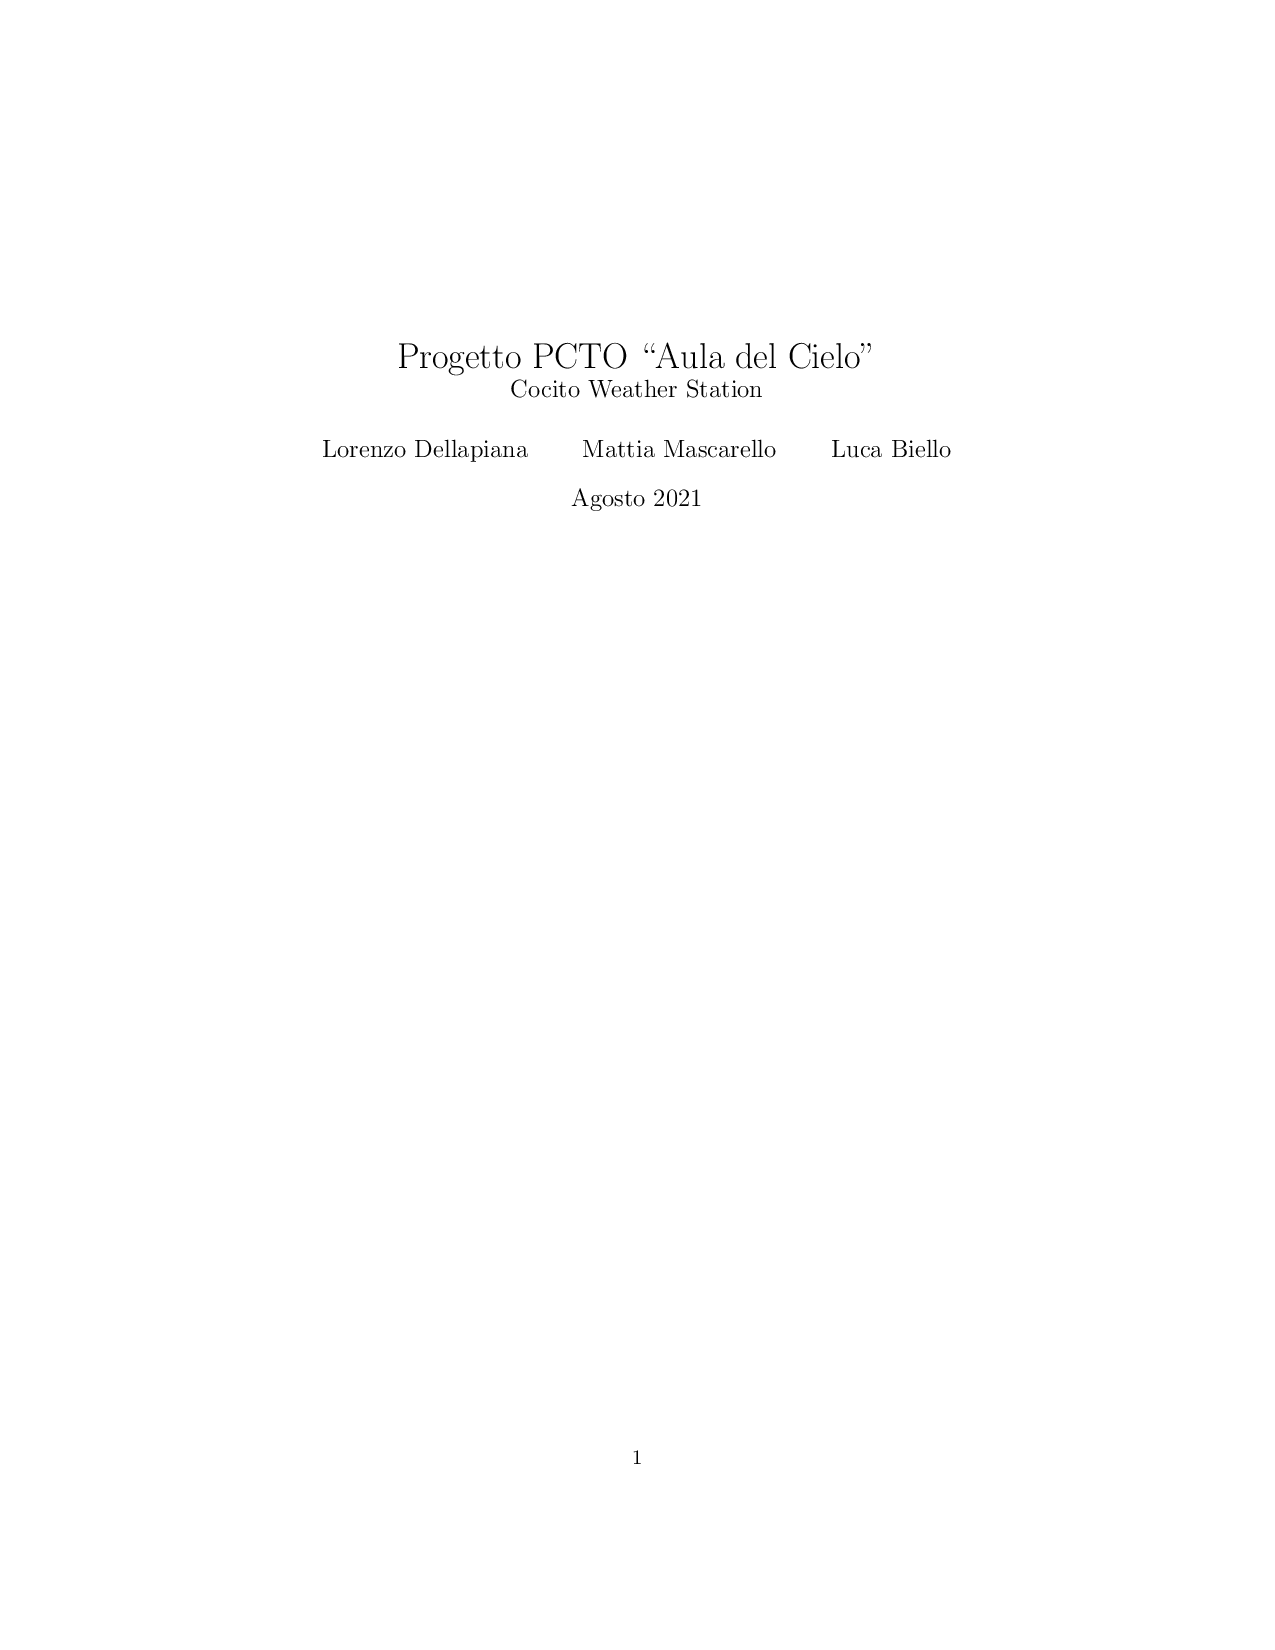 Progetto PCTO “Aula del Cielo”
Cocito Weather Station
Lorenzo Dellapiana Mattia Mascarello Luca Biello
Agosto 2021
1